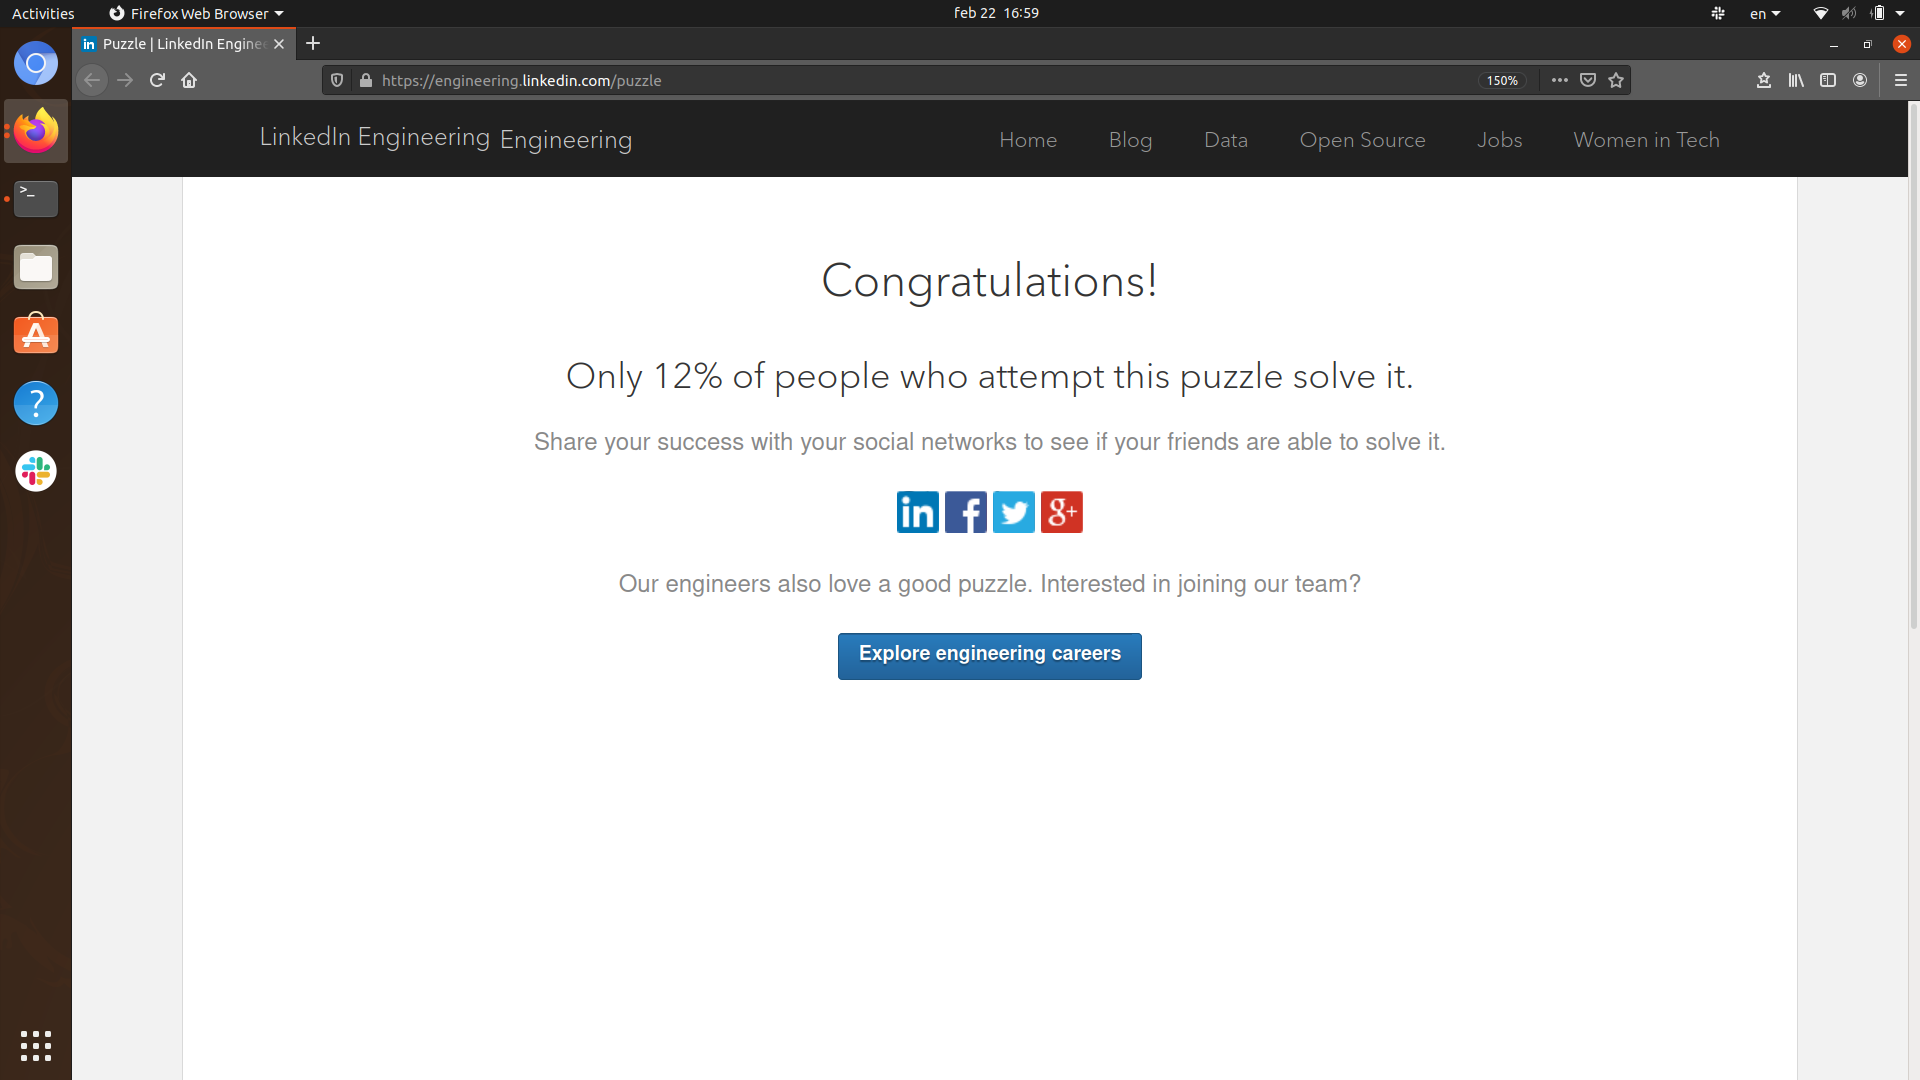 Activities
Firefox Web Browser
feb 22 16:59
en
Puzzle | LinkedIn Enginee
https://engineering.linkedin.com/puzzle
150%
LinkedIn Engineering Engineering
Home
Blog
Data
Open Source
Jobs
Women in Tech
Congratulations!
Only 12% of people who attempt this puzzle solve it.
Share your success with your social networks to see if your friends are able to solve it.
in f g+
Our engineers also love a good puzzle. Interested in joining our team?
Explore engineering careers